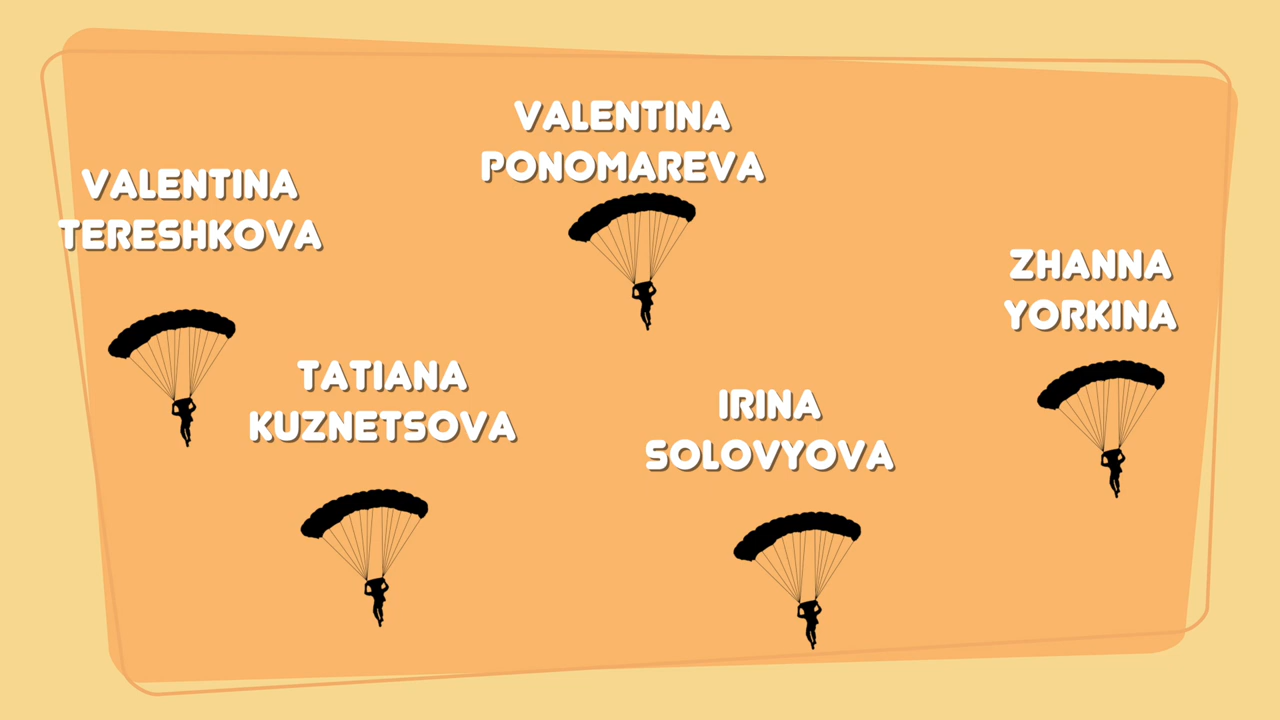 VALENTINA
TERESHKOVA
VALENTINA
PONOMAREVA
ZHANNA
YORKINA
TATIANA
KUZNETSOVA
IRINA
SOLOVYOVA